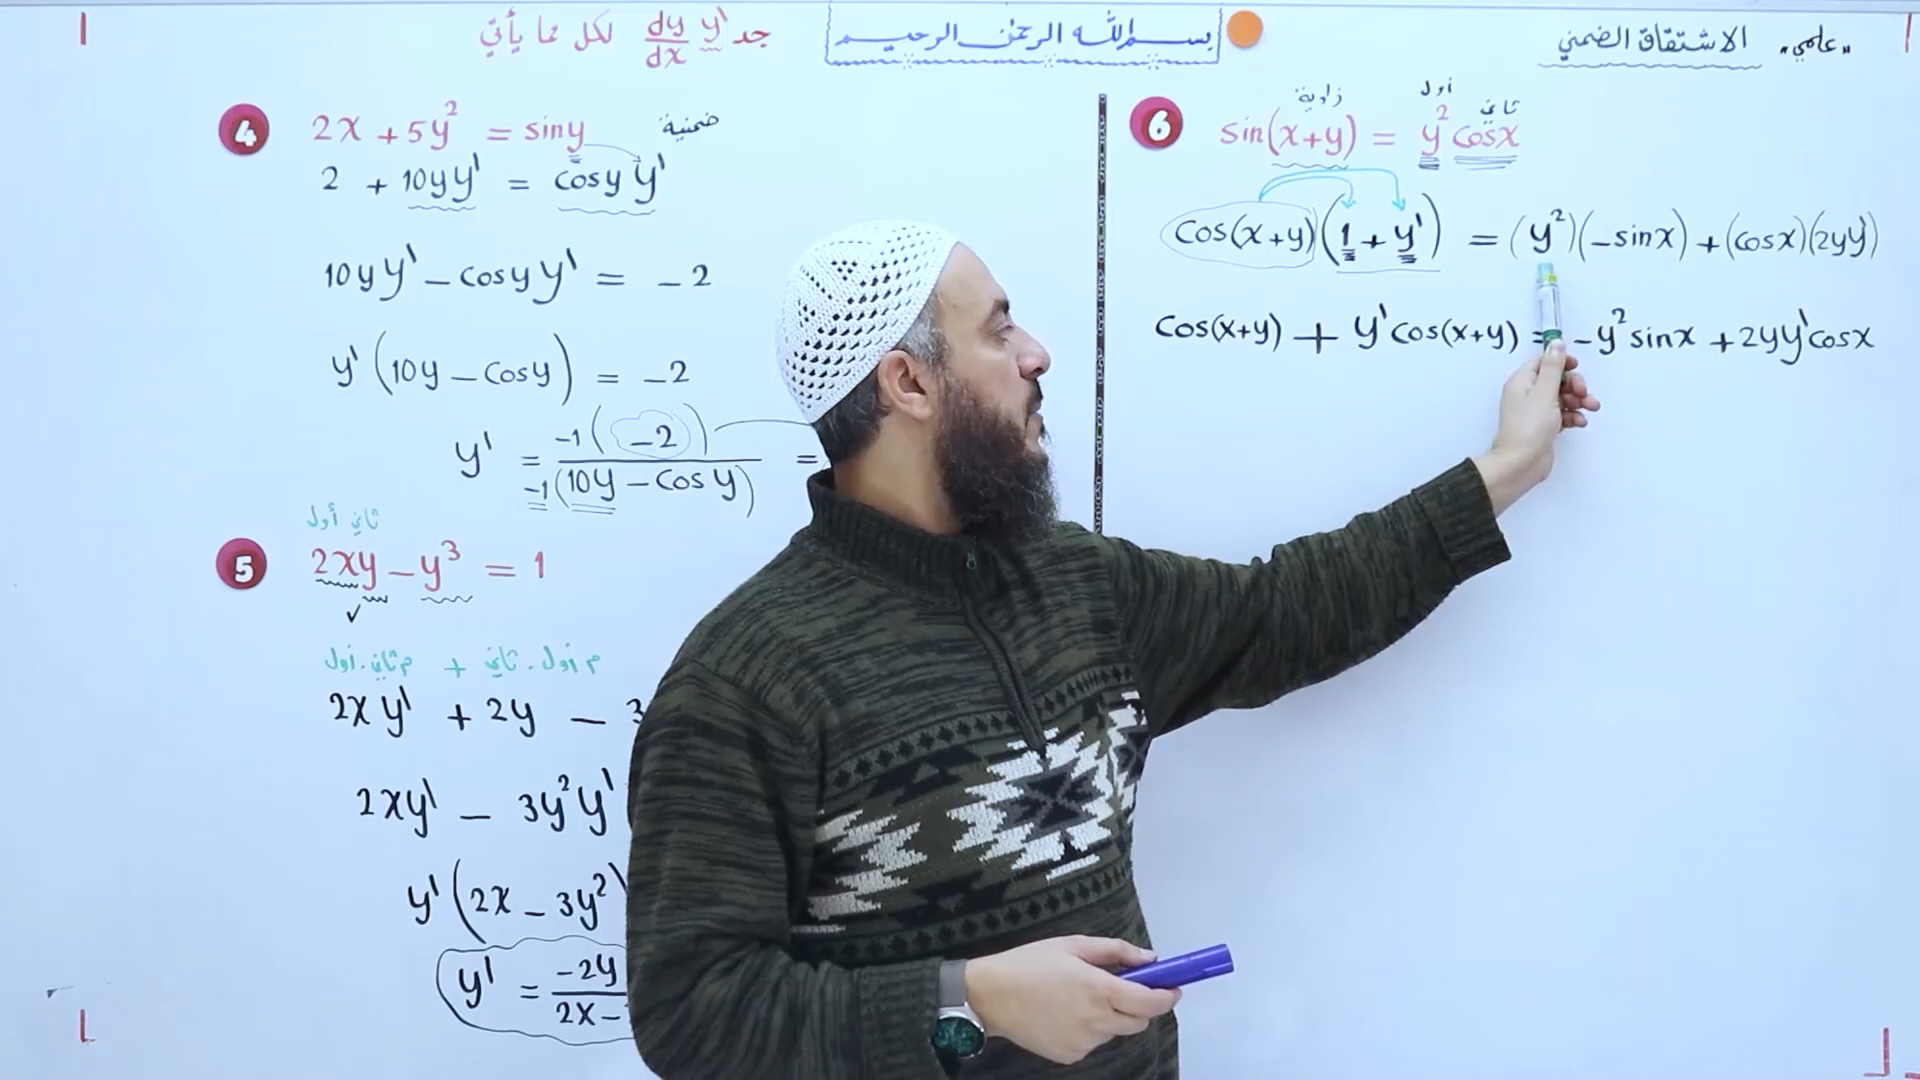 "علمي" الاشتقاق الضمني
بسم الله الرحمن الرحيم
جد y' dy/dx لكل مما يأتي
4 2x + 5y² = siny ضمنية
2 + 10yy' = cosy y'
10yy' - cosy y' = -2
y' (10y - cosy) = -2
y' = -1(-2) / -1(10y - cosy) =
أول ثاني
5 2xy - y³ = 1
✓
م أول . ثاني + م ثاني . أول
2xy' + 2y - 3
2xy' - 3y²y'
y' (2x - 3y²)
y' = -2y / 2x -
زاوية أول ثاني
6 sin(x+y) = y² cosx
cos(x+y)(1 + y') = (y²)(-sinx) + (cosx)(2yy')
cos(x+y) + y' cos(x+y) = -y² sinx + 2yy' cosx